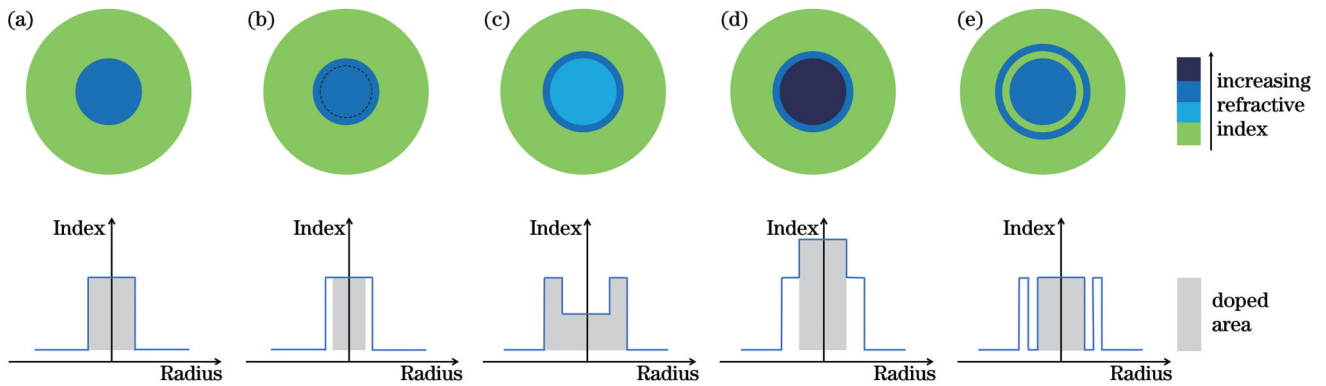 (a)
(b)
(c)
(d)
(e)
increasing
refractive
index
Index
Radius
Index
Radius
Index
Radius
Index
Radius
Index
Radius
doped
area